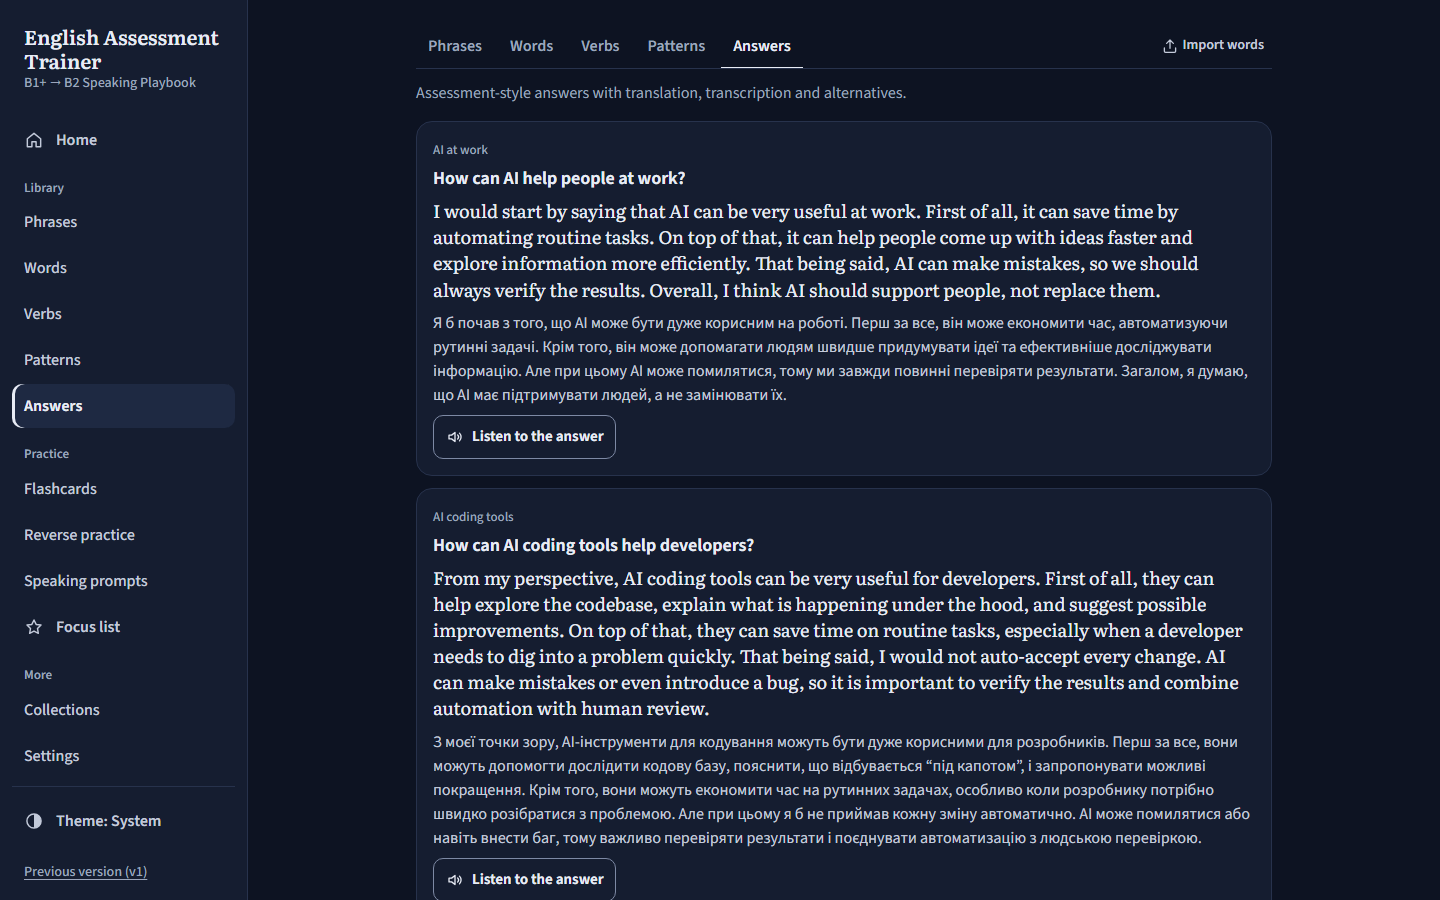 English Assessment
Trainer
B1+ → B2 Speaking Playbook
Home
Library
Phrases
Words
Verbs
Patterns
Answers
Practice
Flashcards
Reverse practice
Speaking prompts
Focus list
More
Collections
Settings
Theme: System
Previous version (v1)
Phrases Words Verbs Patterns Answers Import words
Assessment-style answers with translation, transcription and alternatives.
AI at work
How can AI help people at work?
I would start by saying that AI can be very useful at work. First of all, it can save time by
automating routine tasks. On top of that, it can help people come up with ideas faster and
explore information more efficiently. That being said, AI can make mistakes, so we should
always verify the results. Overall, I think AI should support people, not replace them.
Я б почав з того, що AI може бути дуже корисним на роботі. Перш за все, він може економити час, автоматизуючи
рутинні задачі. Крім того, він може допомагати людям швидше придумувати ідеї та ефективніше досліджувати
інформацію. Але при цьому AI може помилятися, тому ми завжди повинні перевіряти результати. Загалом, я думаю,
що AI має підтримувати людей, а не замінювати їх.
Listen to the answer
AI coding tools
How can AI coding tools help developers?
From my perspective, AI coding tools can be very useful for developers. First of all, they can
help explore the codebase, explain what is happening under the hood, and suggest possible
improvements. On top of that, they can save time on routine tasks, especially when a developer
needs to dig into a problem quickly. That being said, I would not auto-accept every change. AI
can make mistakes or even introduce a bug, so it is important to verify the results and combine
automation with human review.
З моєї точки зору, AI-інструменти для кодування можуть бути дуже корисними для розробників. Перш за все, вони
можуть допомогти дослідити кодову базу, пояснити, що відбувається “під капотом”, і запропонувати можливі
покращення. Крім того, вони можуть економити час на рутинних задачах, особливо коли розробнику потрібно
швидко розібратися з проблемою. Але при цьому я б не приймав кожну зміну автоматично. AI може помилятися або
навіть внести баг, тому важливо перевіряти результати і поєднувати автоматизацію з людською перевіркою.
Listen to the answer